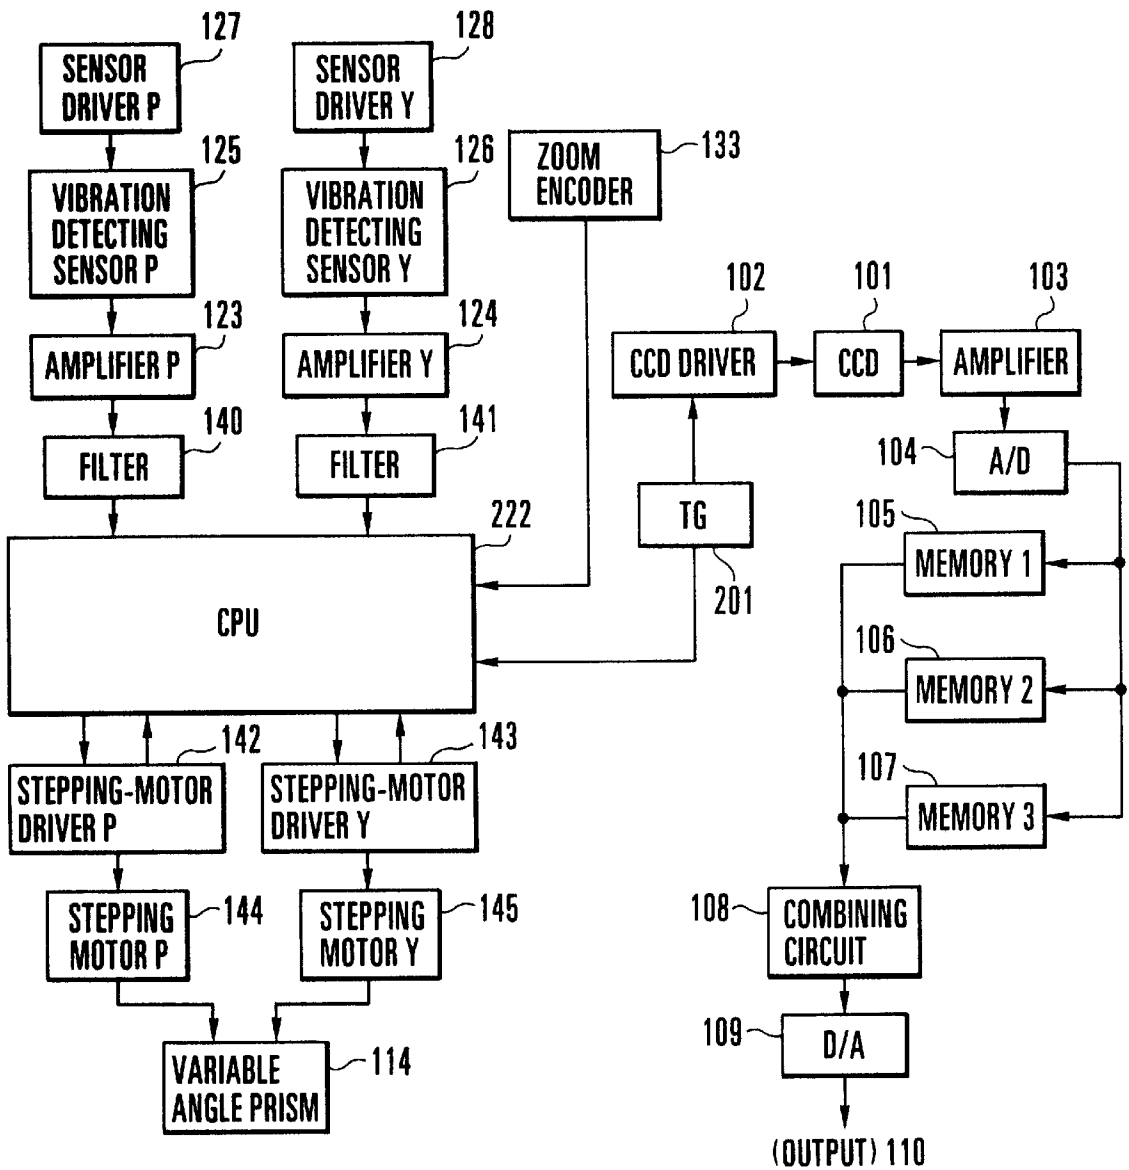 127
SENSOR
DRIVER P
128
SENSOR
DRIVER Y
125
VIBRATION
DETECTING
SENSOR P
126
VIBRATION
DETECTING
SENSOR Y
133
ZOOM
ENCODER
123
AMPLIFIER P
124
AMPLIFIER Y
102
CCD DRIVER
101
CCD
103
AMPLIFIER
140
FILTER
141
FILTER
104
A/D
222
CPU
TG
201
105
MEMORY 1
106
MEMORY 2
107
MEMORY 3
142
STEPPING-MOTOR
DRIVER P
143
STEPPING-MOTOR
DRIVER Y
144
STEPPING
MOTOR P
145
STEPPING
MOTOR Y
108
COMBINING
CIRCUIT
109
D/A
114
VARIABLE
ANGLE PRISM
(OUTPUT) 110